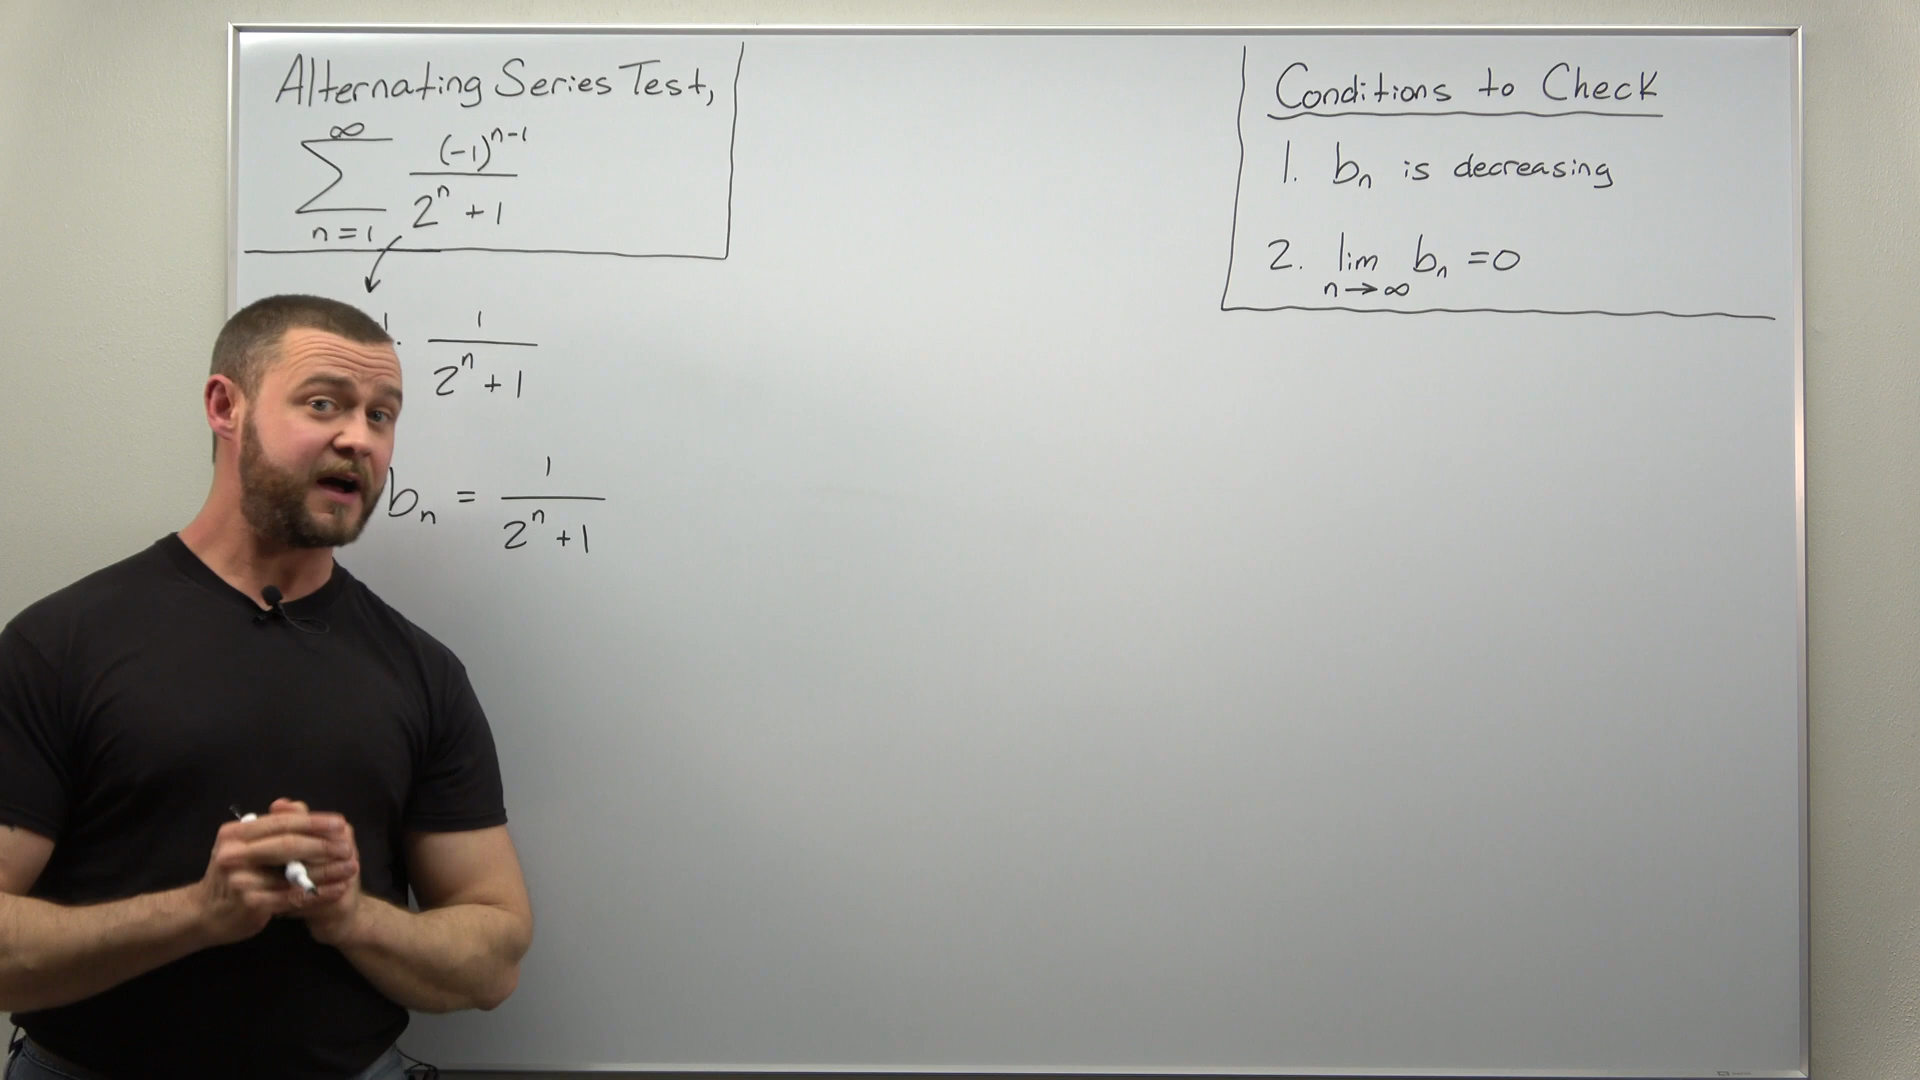 Alternating Series Test,
∞
∑ (-1)^{n-1} / (2^n + 1)
n = 1
1 / (2^n + 1)
b_n = 1 / (2^n + 1)
Conditions to Check
1. b_n is decreasing
2. lim b_n = 0
n → ∞